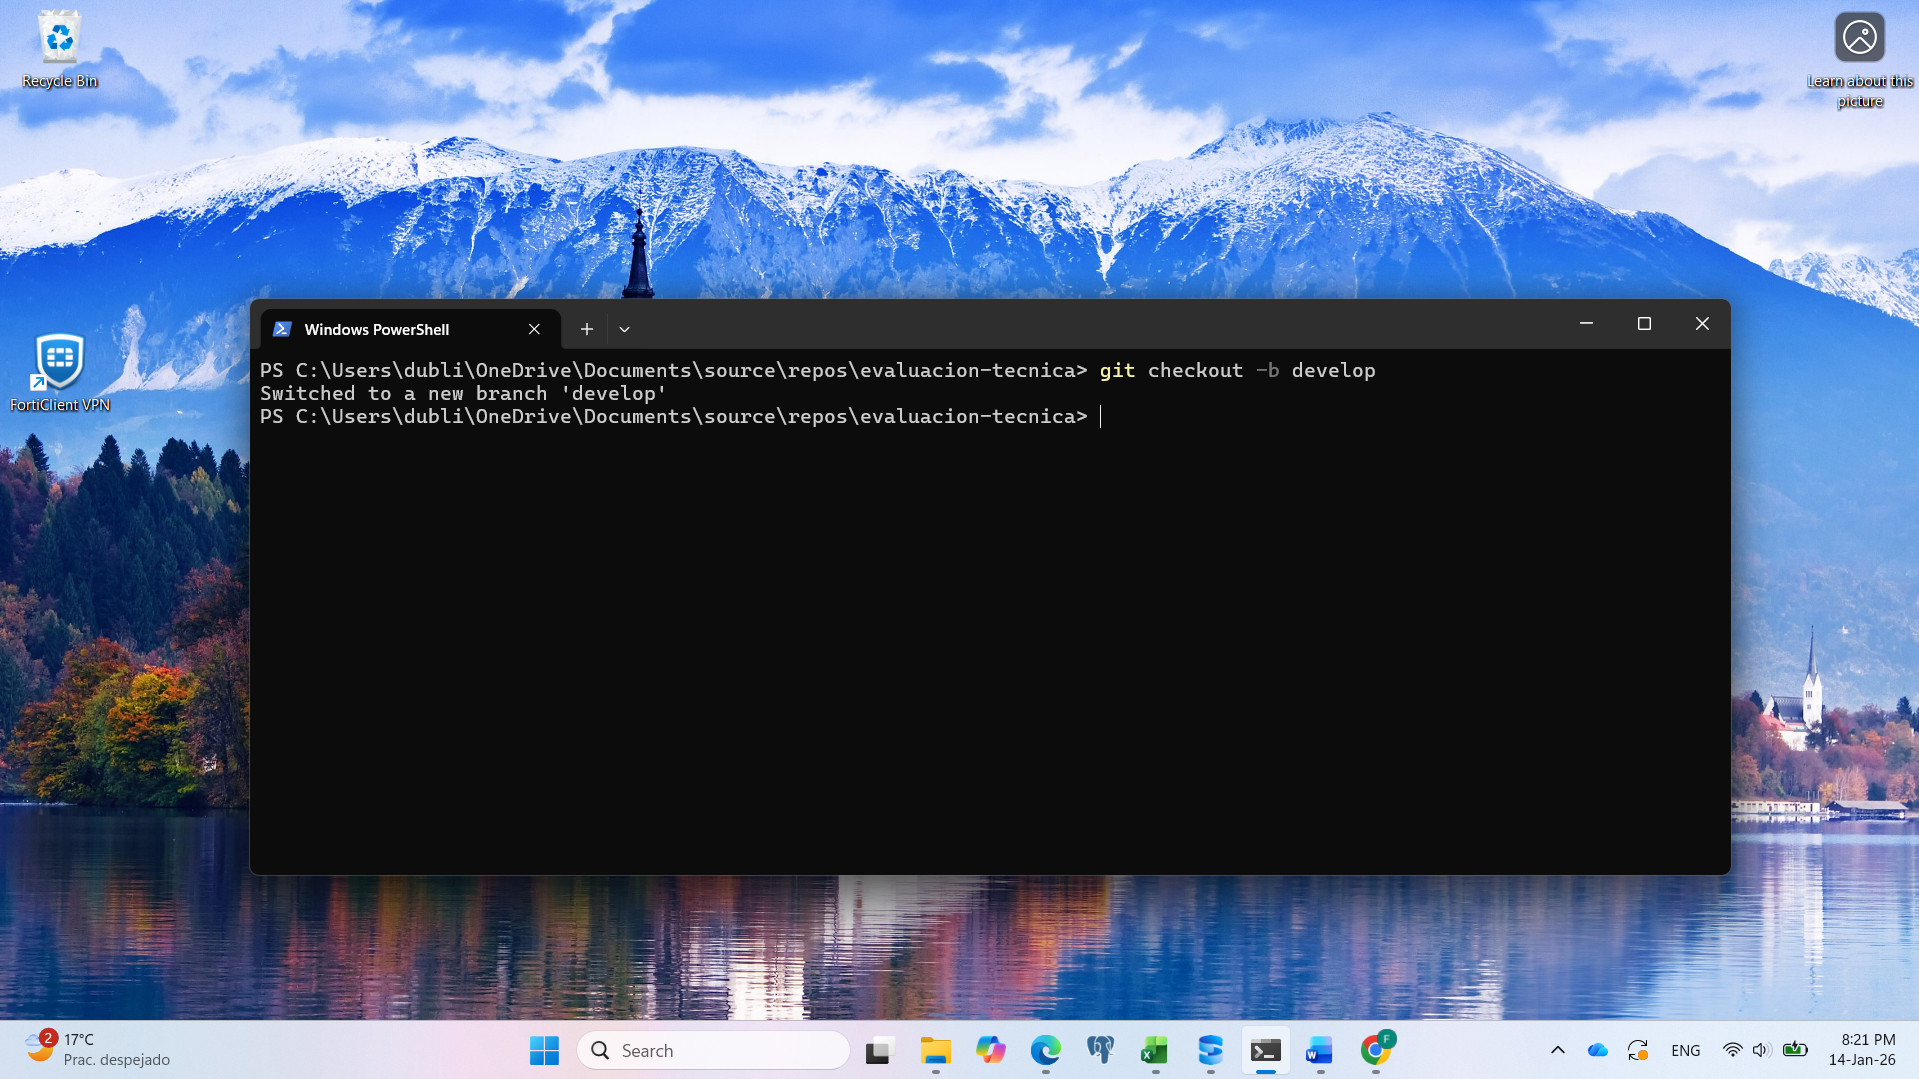 Recycle Bin
Learn about this
picture
FortiClient VPN
Windows PowerShell
PS C:\Users\dubli\OneDrive\Documents\source\repos\evaluacion-tecnica> git checkout -b develop
Switched to a new branch 'develop'
PS C:\Users\dubli\OneDrive\Documents\source\repos\evaluacion-tecnica>
2
17°C
Prac. despejado
Search
F
ENG
8:21 PM
14-Jan-26